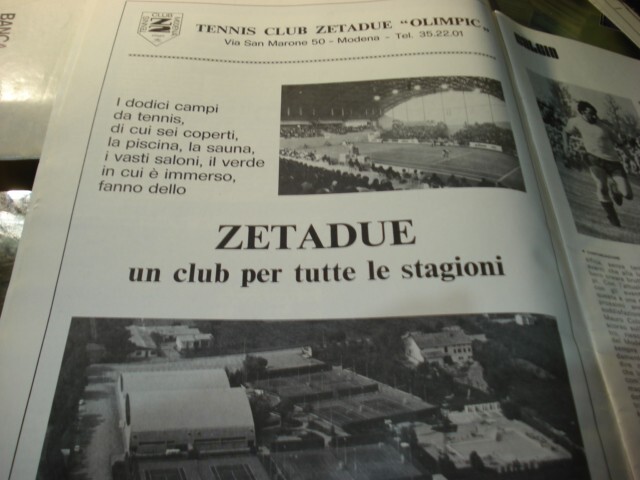 TENNIS CLUB ZETADUE "OLIMPIC"
Via San Marone 50 - Modena - Tel. 35.22.01
I dodici campi
da tennis,
di cui sei coperti,
la piscina, la sauna,
i vasti saloni, il verde
in cui è immerso,
fanno dello
ZETADUE
un club per tutte le stagioni